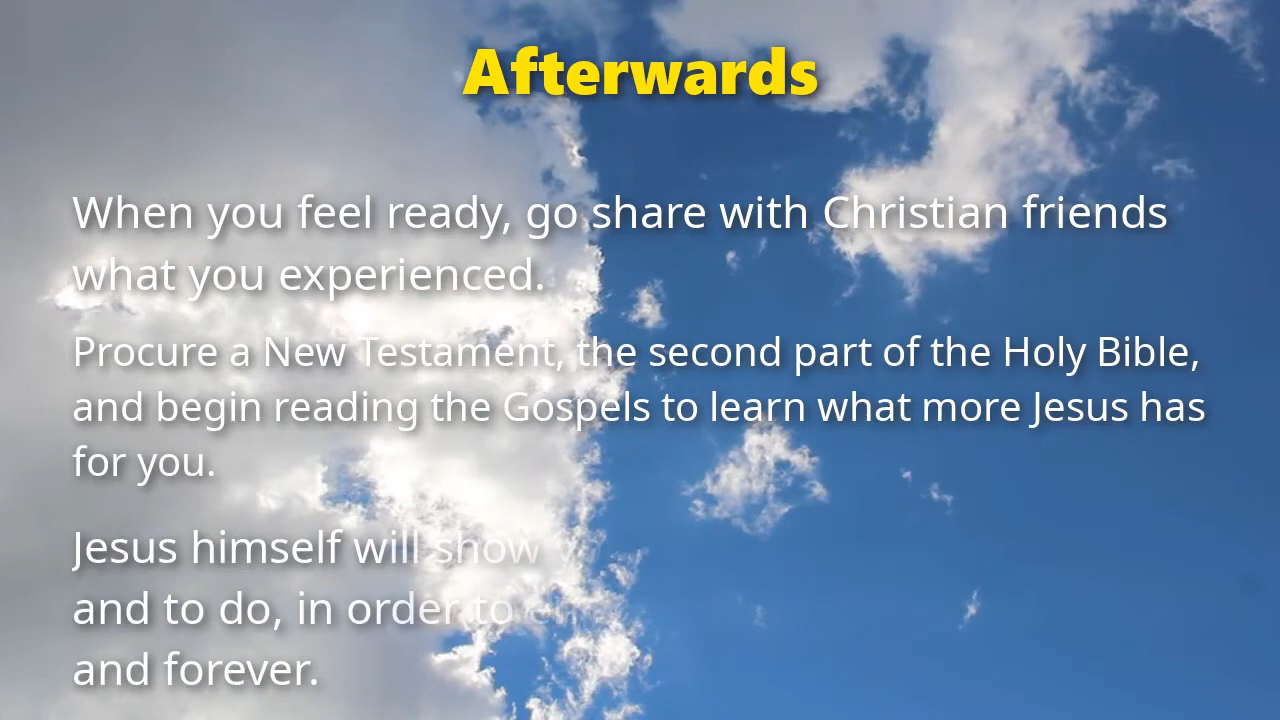 Afterwards
When you feel ready, go share with Christian friends
what you experienced.
Procure a New Testament, the second part of the Holy Bible,
and begin reading the Gospels to learn what more Jesus has
for you.
Jesus himself will show
and to do, in order to
and forever.